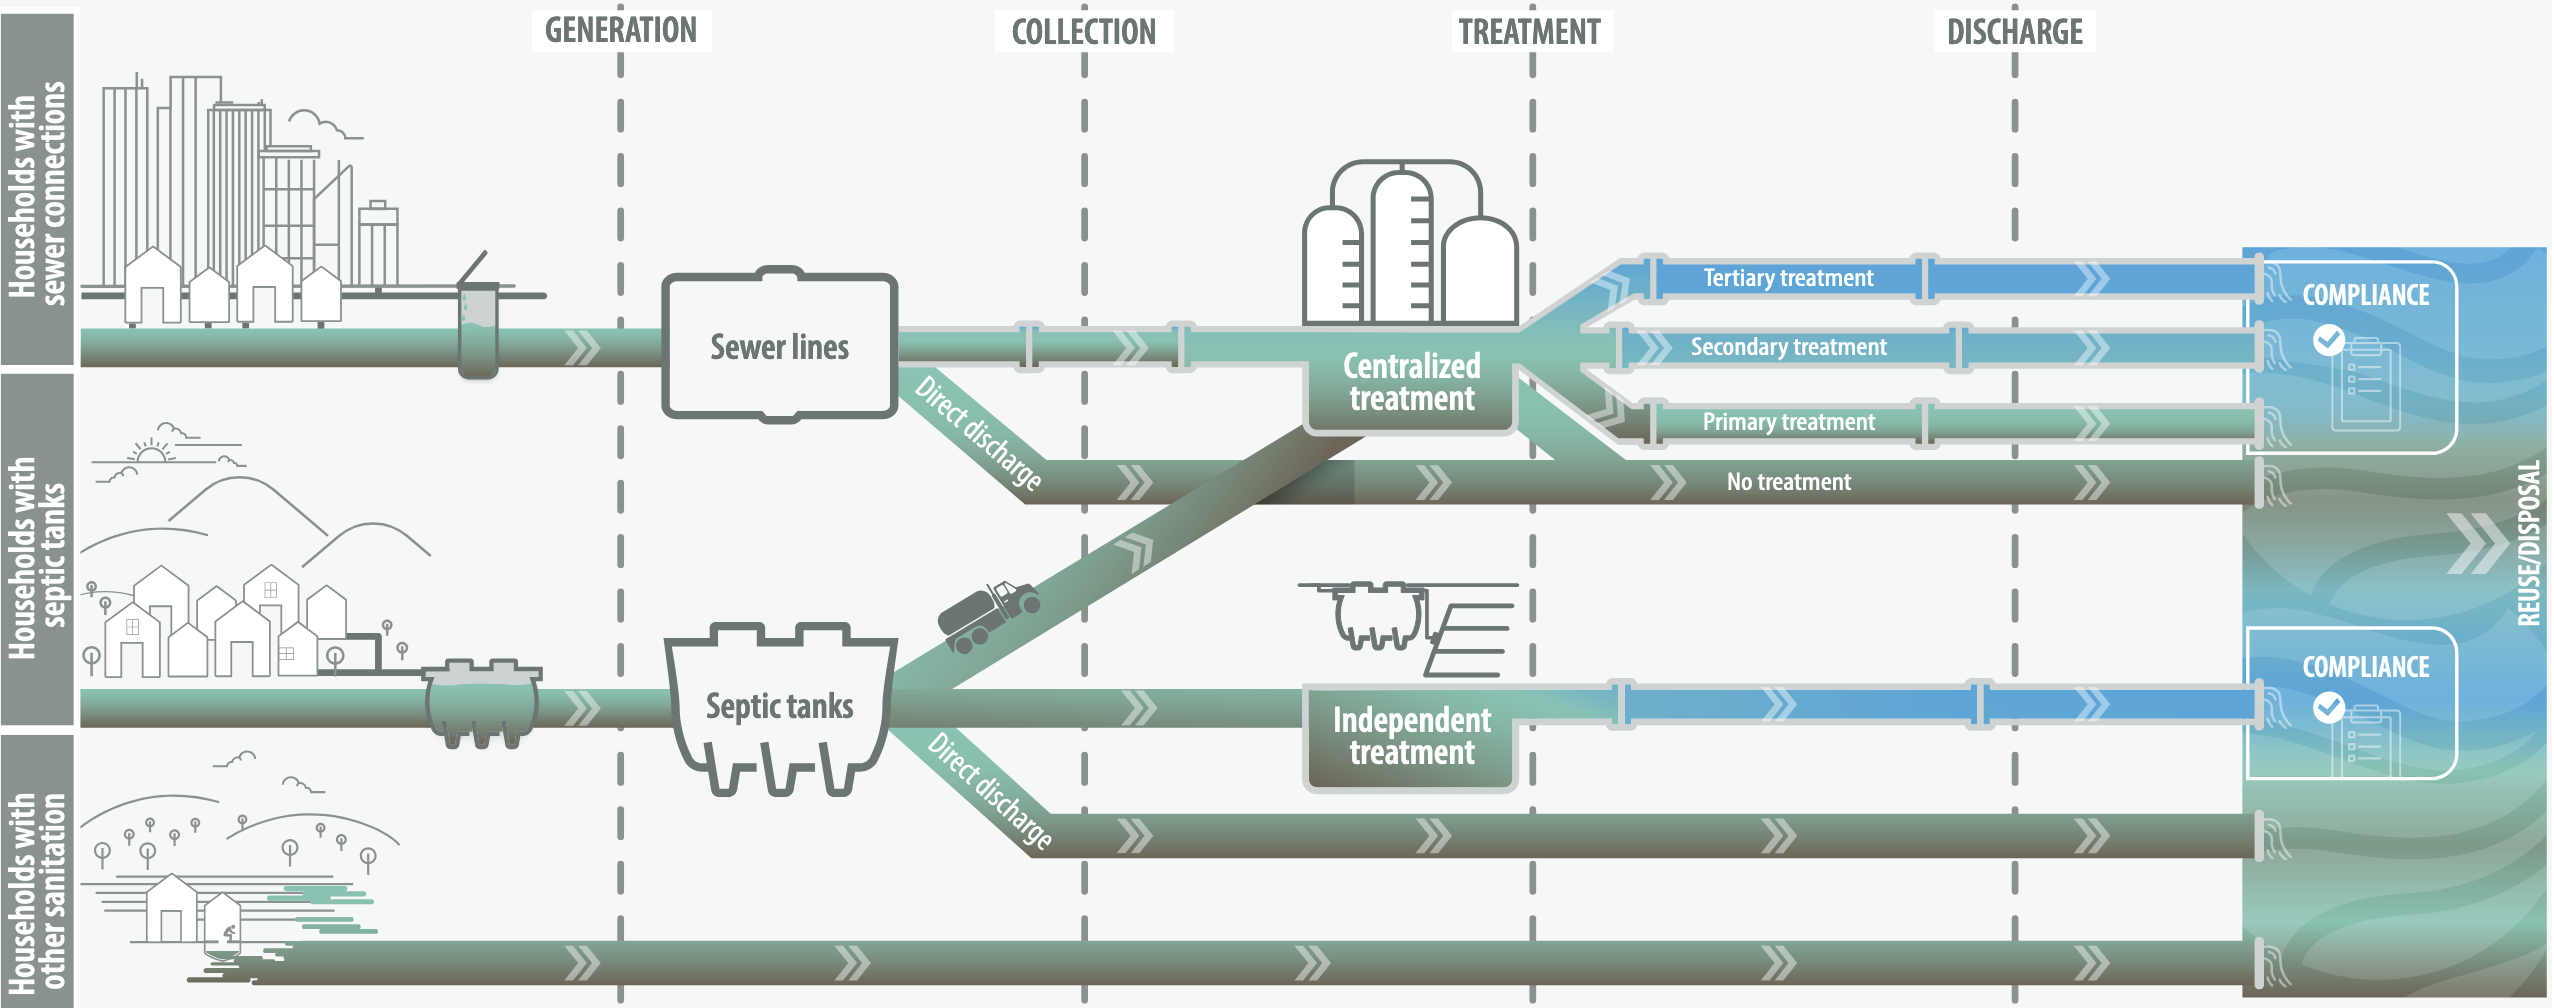 GENERATION
COLLECTION
TREATMENT
DISCHARGE
Households with
sewer connections
Sewer lines
Direct discharge
Centralized
treatment
Tertiary treatment
Secondary treatment
Primary treatment
No treatment
COMPLIANCE
Households with
septic tanks
Septic tanks
Direct discharge
Independent
treatment
COMPLIANCE
REUSE/DISPOSAL
Households with
other sanitation